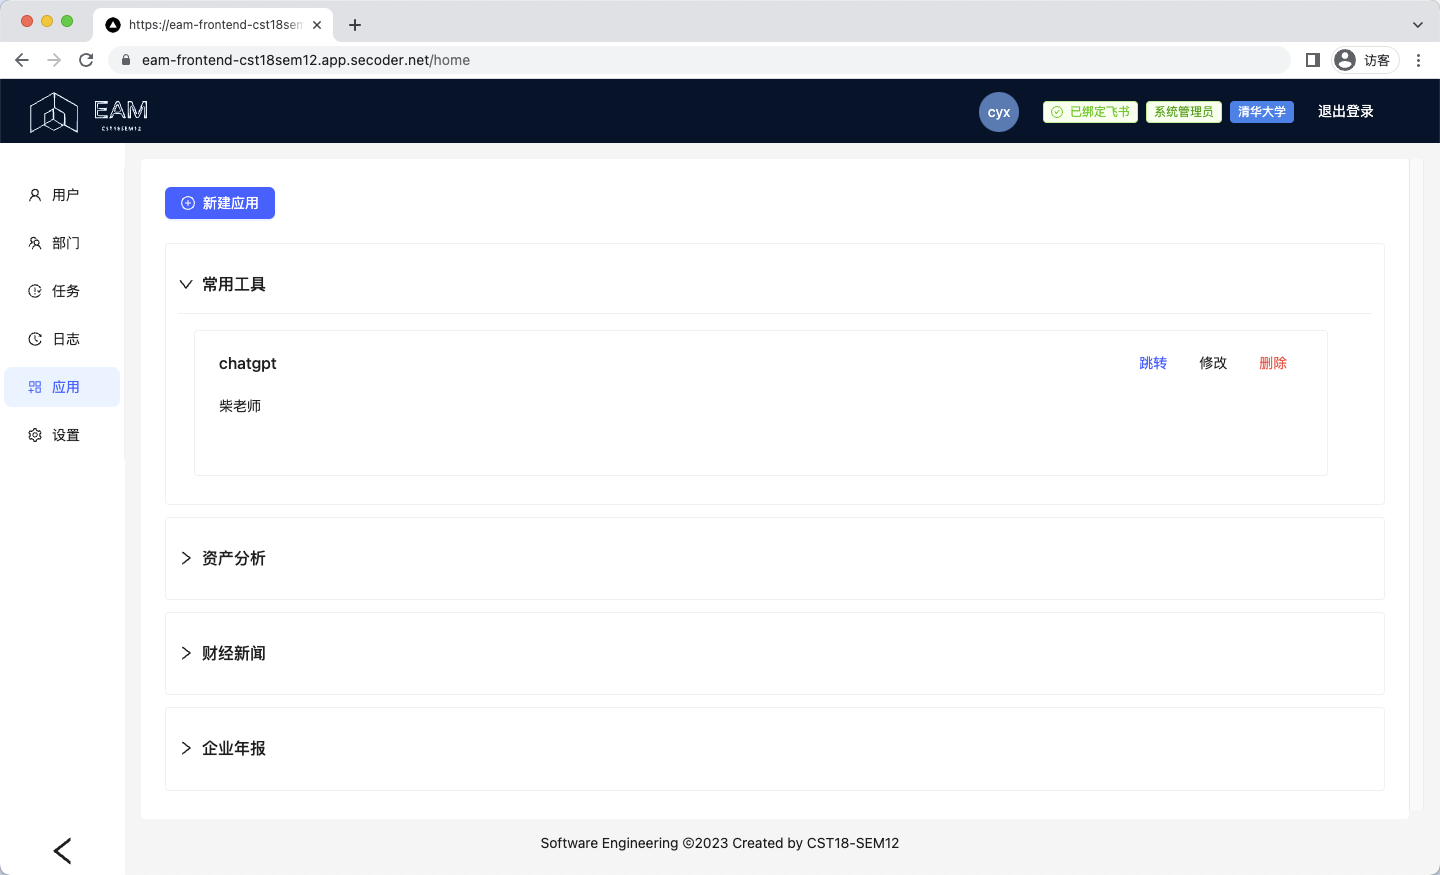 https://eam-frontend-cst18sem
eam-frontend-cst18sem12.app.secoder.net/home
访客
EAM
CST18SEM12
cyx
已绑定飞书
系统管理员
清华大学
退出登录
用户
部门
任务
日志
应用
设置
新建应用
常用工具
chatgpt
跳转
修改
删除
柴老师
资产分析
财经新闻
企业年报
Software Engineering ©2023 Created by CST18-SEM12